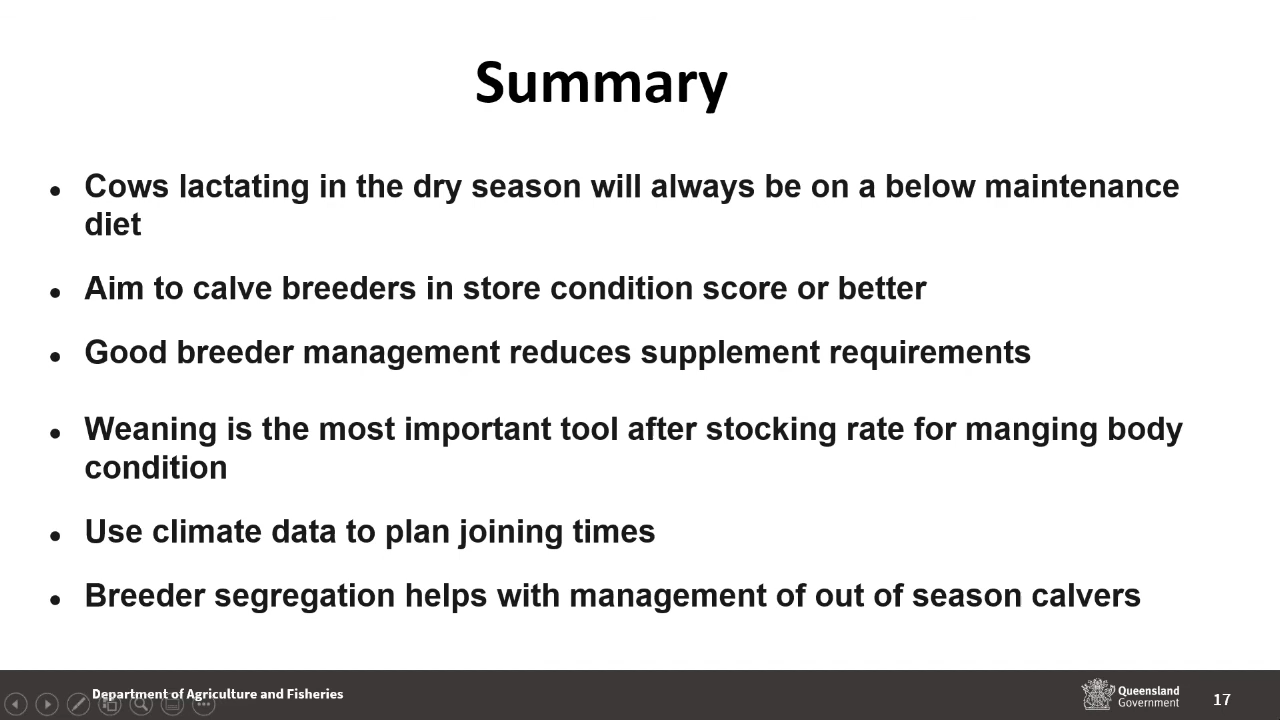 Summary
● Cows lactating in the dry season will always be on a below maintenance
diet
● Aim to calve breeders in store condition score or better
● Good breeder management reduces supplement requirements
● Weaning is the most important tool after stocking rate for manging body
condition
● Use climate data to plan joining times
● Breeder segregation helps with management of out of season calvers
Department of Agriculture and Fisheries
Queensland
Government
17